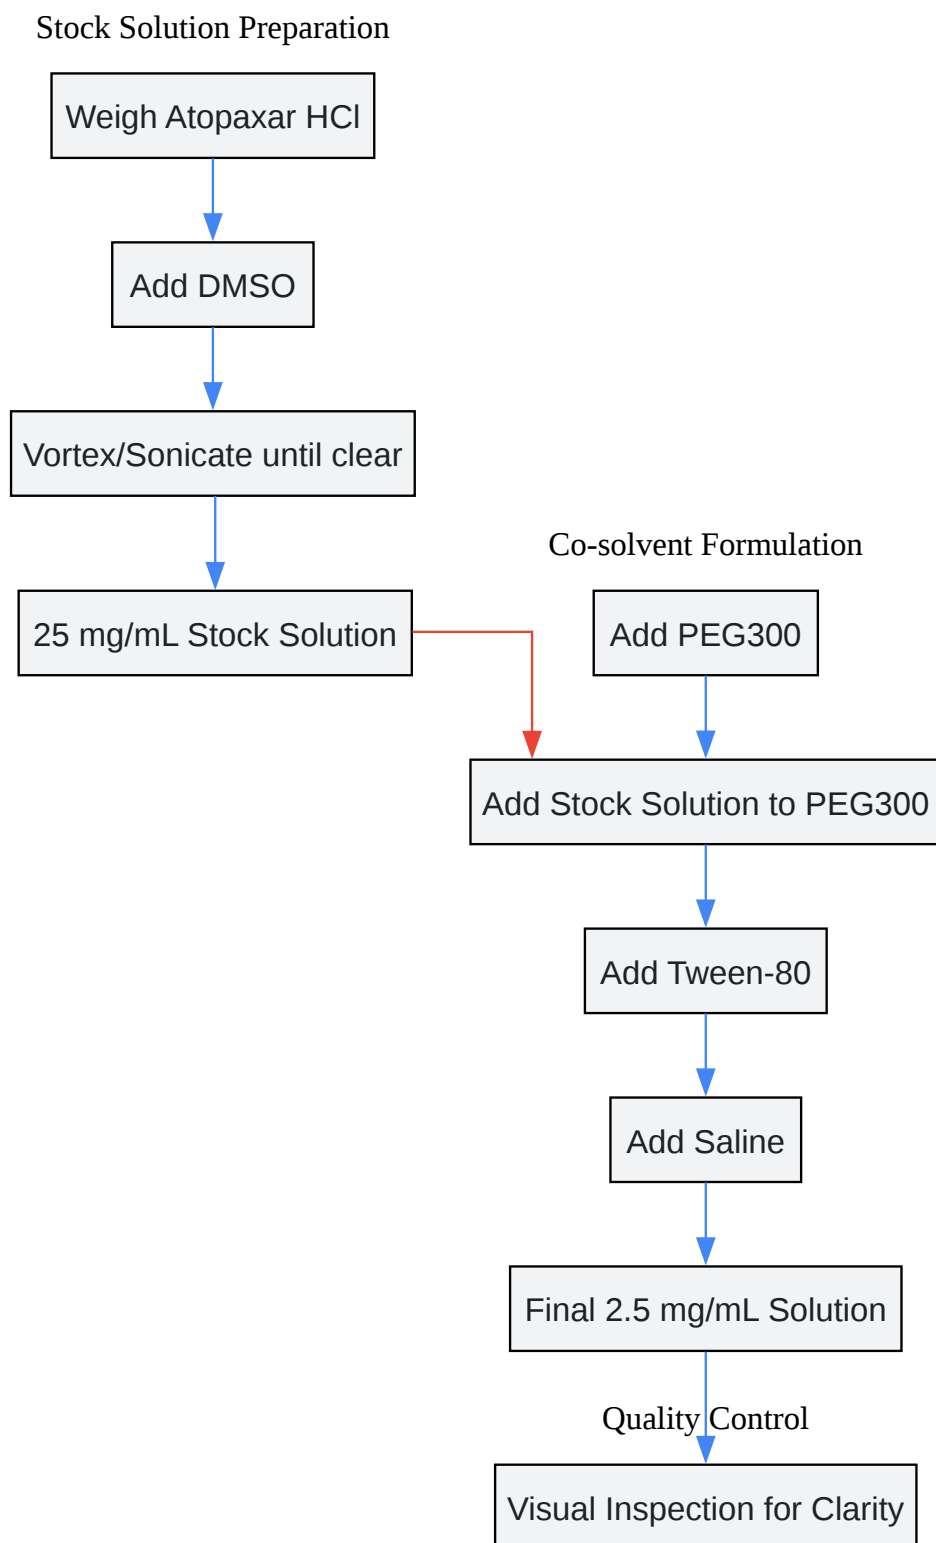 Stock Solution Preparation
Weigh Atopaxar HCl
Add DMSO
Vortex/Sonicate until clear
25 mg/mL Stock Solution
Co-solvent Formulation
Add PEG300
Add Stock Solution to PEG300
Add Tween-80
Add Saline
Final 2.5 mg/mL Solution
Quality Control
Visual Inspection for Clarity